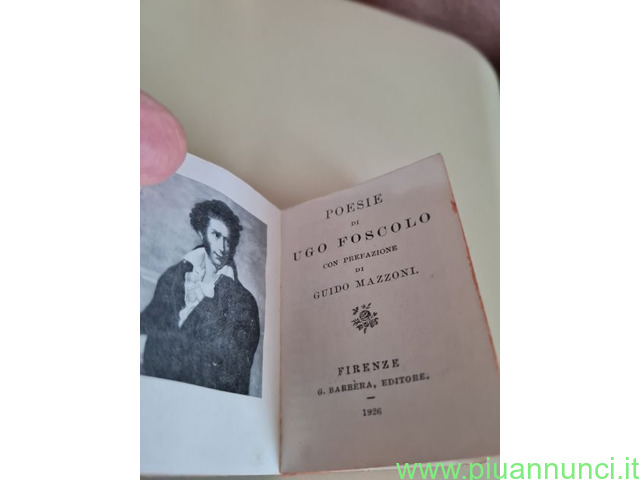 POESIE
DI
UGO FOSCOLO
CON PREFAZIONE
DI
GUIDO MAZZONI.
FIRENZE
G. BARBÈRA, EDITORE.
—
1926
www.piuannunci.it